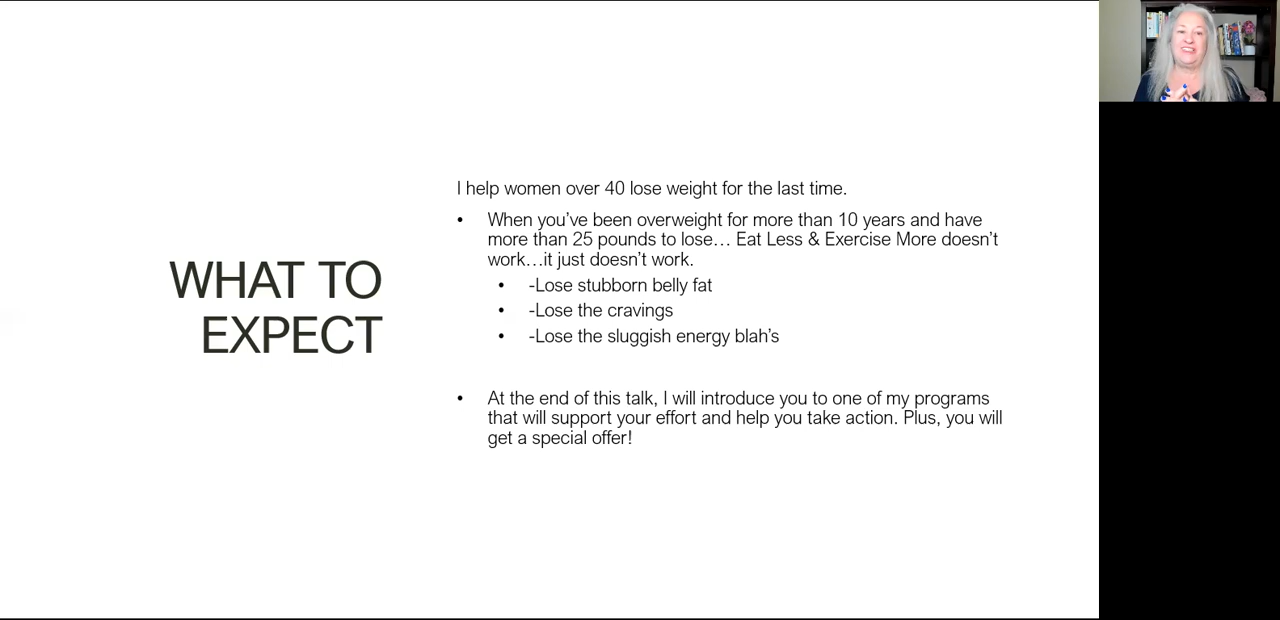 WHAT TO
EXPECT
I help women over 40 lose weight for the last time.
• When you’ve been overweight for more than 10 years and have
more than 25 pounds to lose… Eat Less & Exercise More doesn’t
work…it just doesn’t work.
• -Lose stubborn belly fat
• -Lose the cravings
• -Lose the sluggish energy blah’s
• At the end of this talk, I will introduce you to one of my programs
that will support your effort and help you take action. Plus, you will
get a special offer!